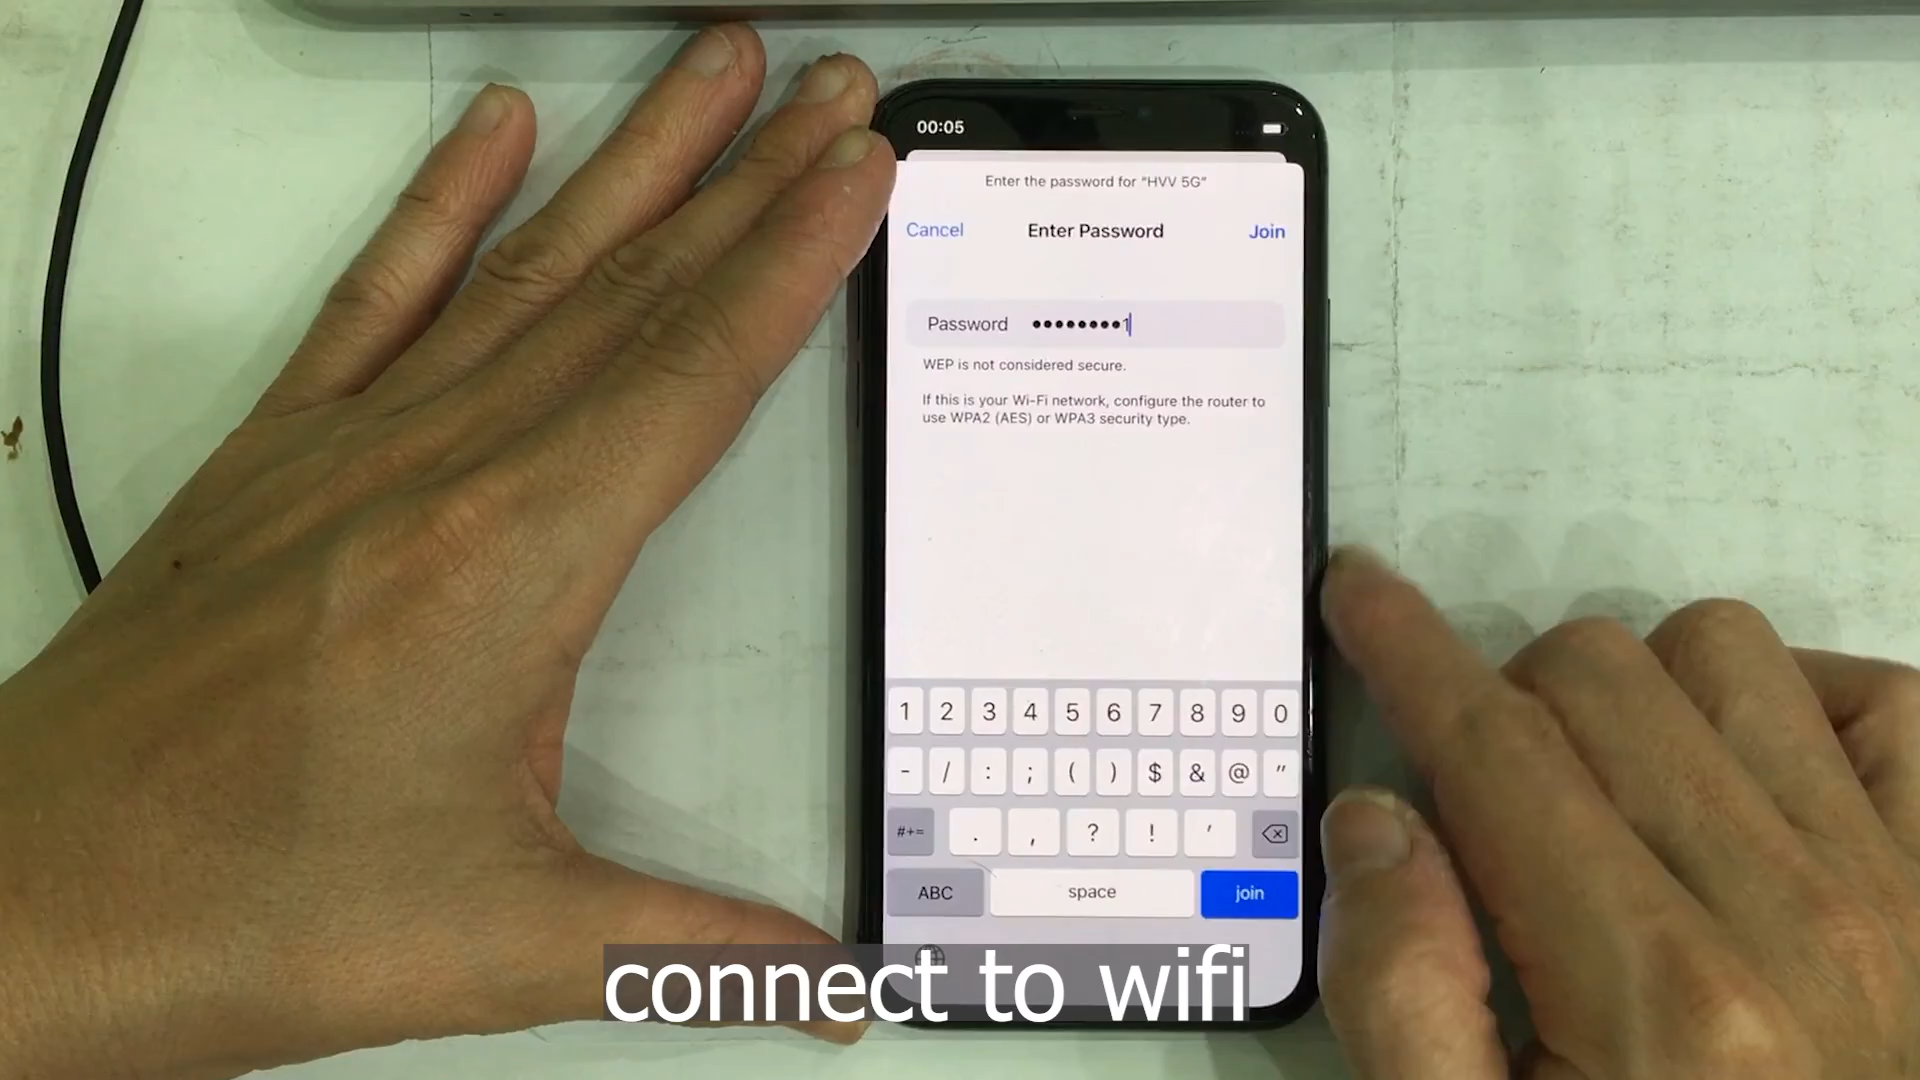 00:05
Enter the password for “HVV 5G”
Cancel Enter Password Join
Password ••••••••1
WEP is not considered secure.
If this is your Wi-Fi network, configure the router to
use WPA2 (AES) or WPA3 security type.
1 2 3 4 5 6 7 8 9 0
- / : ; ( ) $ & @ "
#+= . , ? ! '
ABC space join
connect to wifi